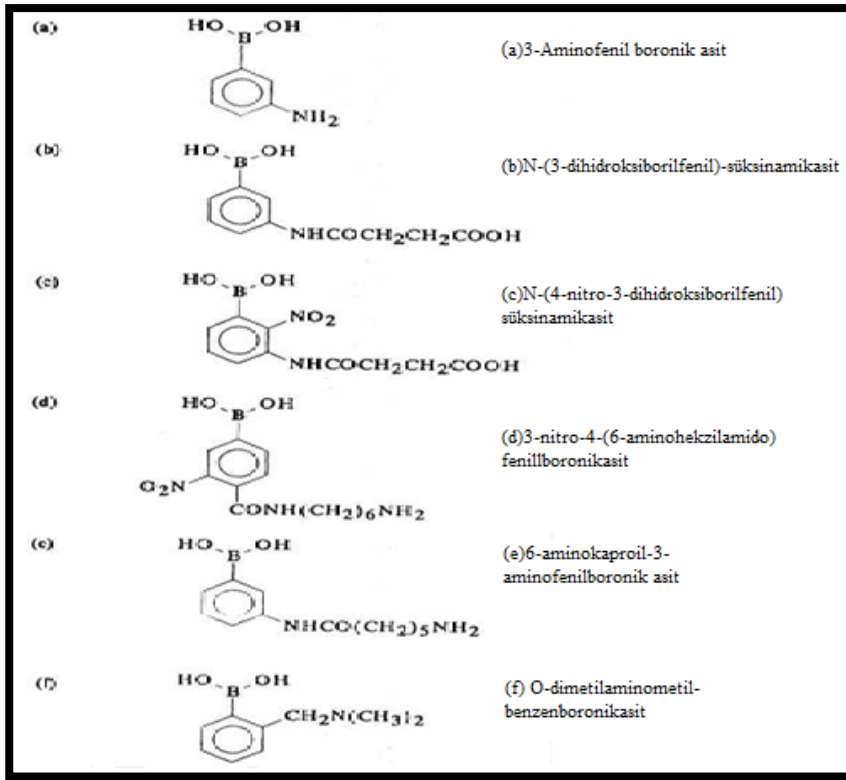 (a)
HO OH
B
NH2
(a)3-Aminofenil boronik asit
(b)
HO OH
B
NHCOCH2CH2COOH
(b)N-(3-dihidroksiborilfenil)-süksinamikasit
(c)
HO OH
B
NO2
NHCOCH2CH2COOH
(c)N-(4-nitro-3-dihidroksiborilfenil)
süksinamikasit
(d)
HO OH
B
O2N
CONH(CH2)6NH2
(d)3-nitro-4-(6-aminohekzilamido)
fenillboronikasit
(e)
HO OH
B
NHCO(CH2)5NH2
(e)6-aminokaproil-3-
aminofenilboronik asit
(f)
HO OH
B
CH2N(CH3)2
(f) O-dimetilaminometil-
benzenboronikasit